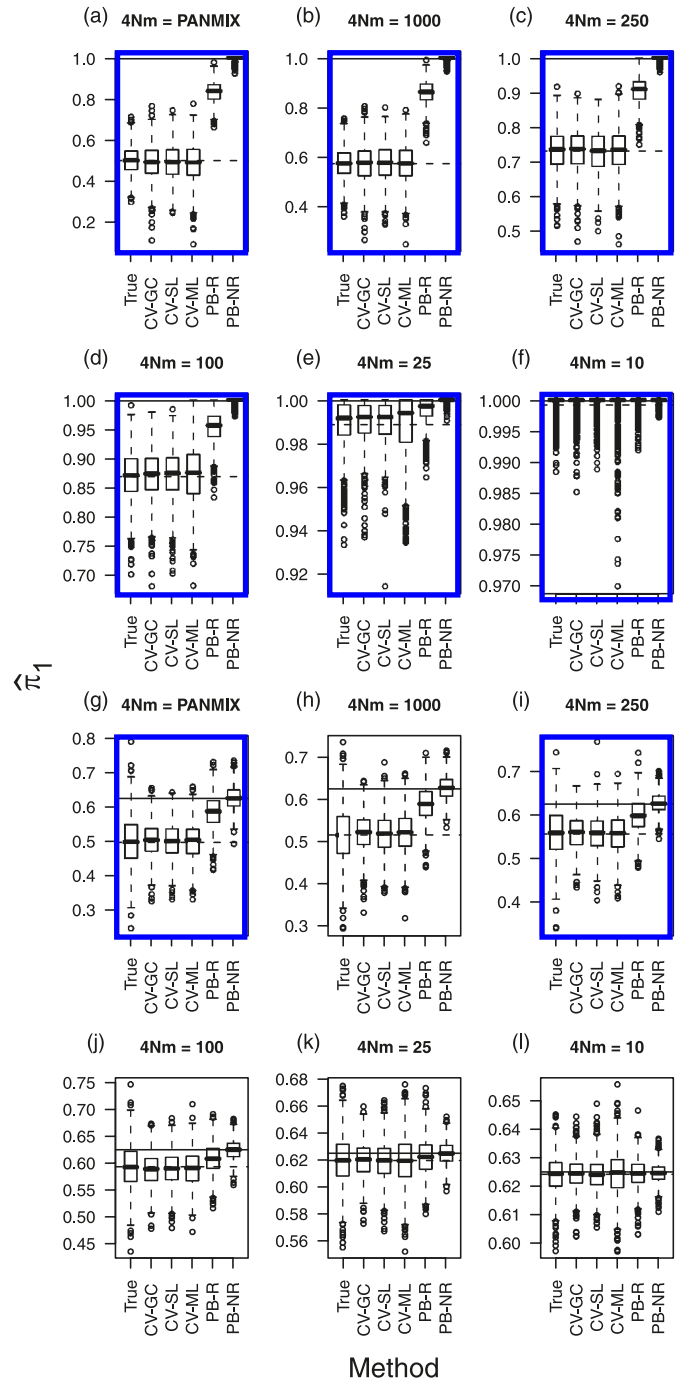 (a) 4Nm = PANMIX (b) 4Nm = 1000 (c) 4Nm = 250
1.0 1.0 1.0
0.8 0.8 0.9
0.6 0.6 0.8
0.4 0.4 0.7
0.2 0.6
0.5
True CV-GC CV-SL CV-ML PB-R PB-NR True CV-GC CV-SL CV-ML PB-R PB-NR True CV-GC CV-SL CV-ML PB-R PB-NR
(d) 4Nm = 100 (e) 4Nm = 25 (f) 4Nm = 10
1.00 1.00 1.000
0.95 0.98 0.995
0.90 0.96 0.990
0.85 0.94 0.985
0.80 0.92 0.980
0.75 0.975
0.70 0.970
True CV-GC CV-SL CV-ML PB-R PB-NR True CV-GC CV-SL CV-ML PB-R PB-NR True CV-GC CV-SL CV-ML PB-R PB-NR
π̂1
(g) 4Nm = PANMIX (h) 4Nm = 1000 (i) 4Nm = 250
0.8 0.7 0.7
0.7 0.6 0.6
0.6 0.5 0.5
0.5 0.4 0.4
0.4 0.3
0.3
True CV-GC CV-SL CV-ML PB-R PB-NR True CV-GC CV-SL CV-ML PB-R PB-NR True CV-GC CV-SL CV-ML PB-R PB-NR
(j) 4Nm = 100 (k) 4Nm = 25 (l) 4Nm = 10
0.75 0.68 0.65
0.70 0.66 0.64
0.65 0.64 0.63
0.60 0.62 0.62
0.55 0.60 0.61
0.50 0.58 0.60
0.45 0.56
True CV-GC CV-SL CV-ML PB-R PB-NR True CV-GC CV-SL CV-ML PB-R PB-NR True CV-GC CV-SL CV-ML PB-R PB-NR
Method